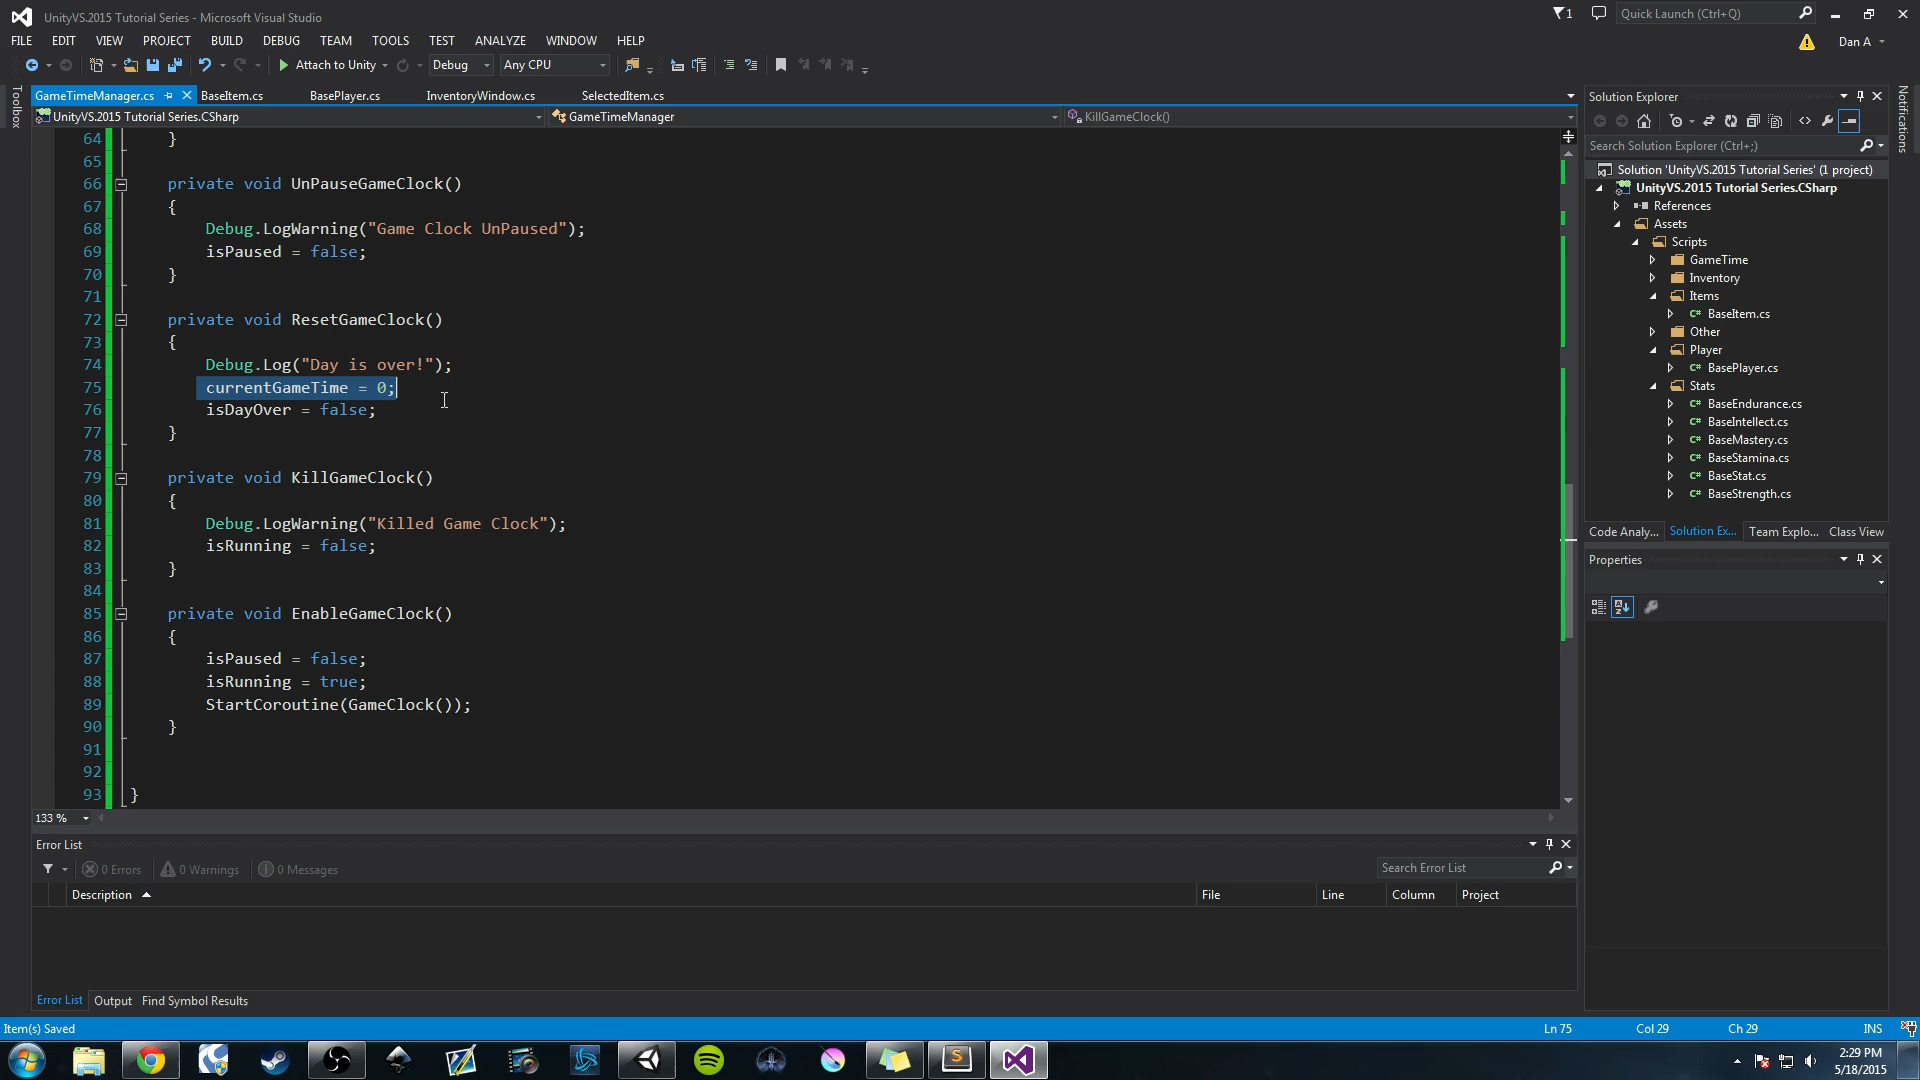 UnityVS.2015 Tutorial Series - Microsoft Visual Studio
1
Quick Launch (Ctrl+Q)
FILE EDIT VIEW PROJECT BUILD DEBUG TEAM TOOLS TEST ANALYZE WINDOW HELP
Dan A
Attach to Unity Debug Any CPU
Toolbox
GameTimeManager.cs BaseItem.cs BasePlayer.cs InventoryWindow.cs SelectedItem.cs
UnityVS.2015 Tutorial Series.CSharp GameTimeManager KillGameClock()
64 }
65
66 private void UnPauseGameClock()
67 {
68 Debug.LogWarning("Game Clock UnPaused");
69 isPaused = false;
70 }
71
72 private void ResetGameClock()
73 {
74 Debug.Log("Day is over!");
75 currentGameTime = 0;
76 isDayOver = false;
77 }
78
79 private void KillGameClock()
80 {
81 Debug.LogWarning("Killed Game Clock");
82 isRunning = false;
83 }
84
85 private void EnableGameClock()
86 {
87 isPaused = false;
88 isRunning = true;
89 StartCoroutine(GameClock());
90 }
91
92
93 }
133 %
Solution Explorer
Notifications
Search Solution Explorer (Ctrl+;)
Solution 'UnityVS.2015 Tutorial Series' (1 project)
UnityVS.2015 Tutorial Series.CSharp
References
Assets
Scripts
GameTime
Inventory
Items
C# BaseItem.cs
Other
Player
C# BasePlayer.cs
Stats
C# BaseEndurance.cs
C# BaseIntellect.cs
C# BaseMastery.cs
C# BaseStamina.cs
C# BaseStat.cs
C# BaseStrength.cs
Code Analy... Solution Ex... Team Explo... Class View
Properties
Error List
0 Errors 0 Warnings 0 Messages
Search Error List
Description File Line Column Project
Error List Output Find Symbol Results
Item(s) Saved Ln 75 Col 29 Ch 29 INS
2:29 PM
5/18/2015